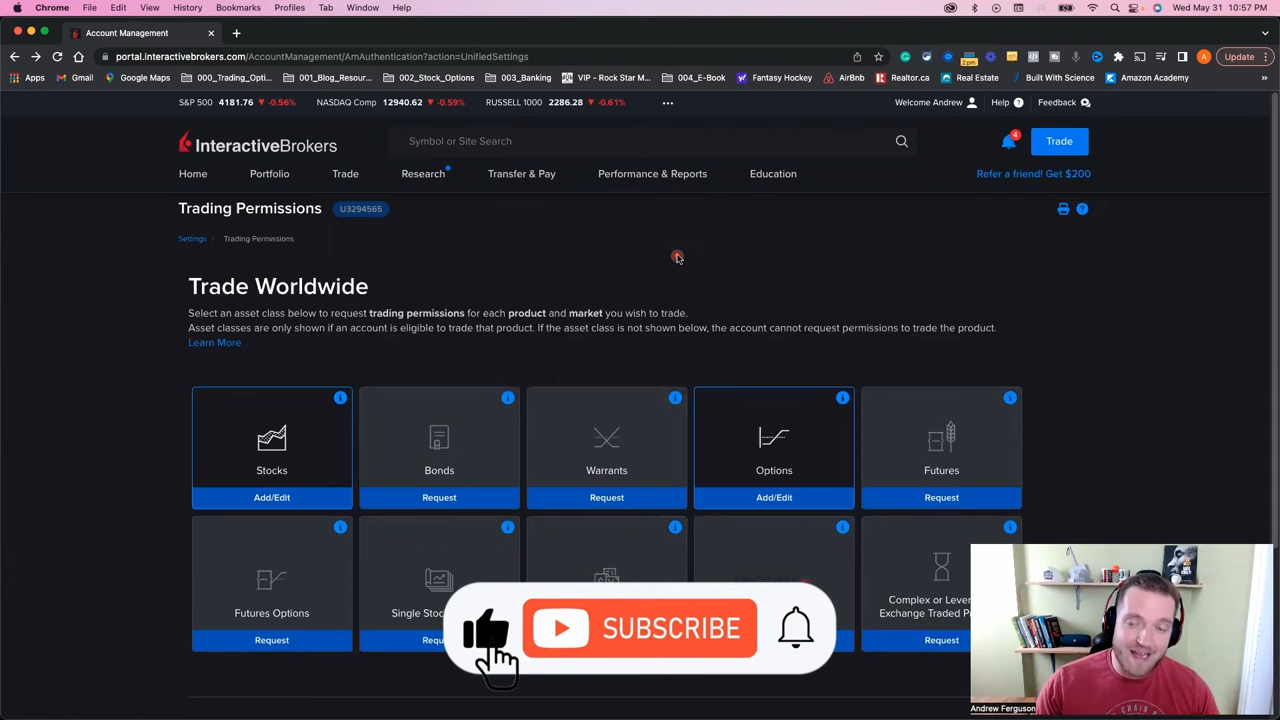 Chrome File Edit View History Bookmarks Profiles Tab Window Help Wed May 31 10:57 PM
Account Management
portal.interactivebrokers.com/AccountManagement/AmAuthentication?action=UnifiedSettings
2pm A Update
Apps Gmail Google Maps 000_Trading_Opti... 001_Blog_Resour... 002_Stock_Options 003_Banking VIP - Rock Star M... 004_E-Book Fantasy Hockey AirBnb Realtor.ca Real Estate Built With Science Amazon Academy »
S&P 500 4181.76 ▼ -0.56% NASDAQ Comp 12940.62 ▼ -0.59% RUSSELL 1000 2286.28 ▼ -0.61% ••• Welcome Andrew Help Feedback
InteractiveBrokers Symbol or Site Search 4 Trade
Home Portfolio Trade Research Transfer & Pay Performance & Reports Education Refer a friend! Get $200
Trading Permissions U3294565
Settings / Trading Permissions
Trade Worldwide
Select an asset class below to request trading permissions for each product and market you wish to trade.
Asset classes are only shown if an account is eligible to trade that product. If the asset class is not shown below, the account cannot request permissions to trade the product.
Learn More
Stocks Bonds Warrants Options Futures
Add/Edit Request Request Add/Edit Request
Futures Options Single Stoc Complex or Lever
Exchange Traded Pr
Request Requ Request
SUBSCRIBE
Andrew Ferguson